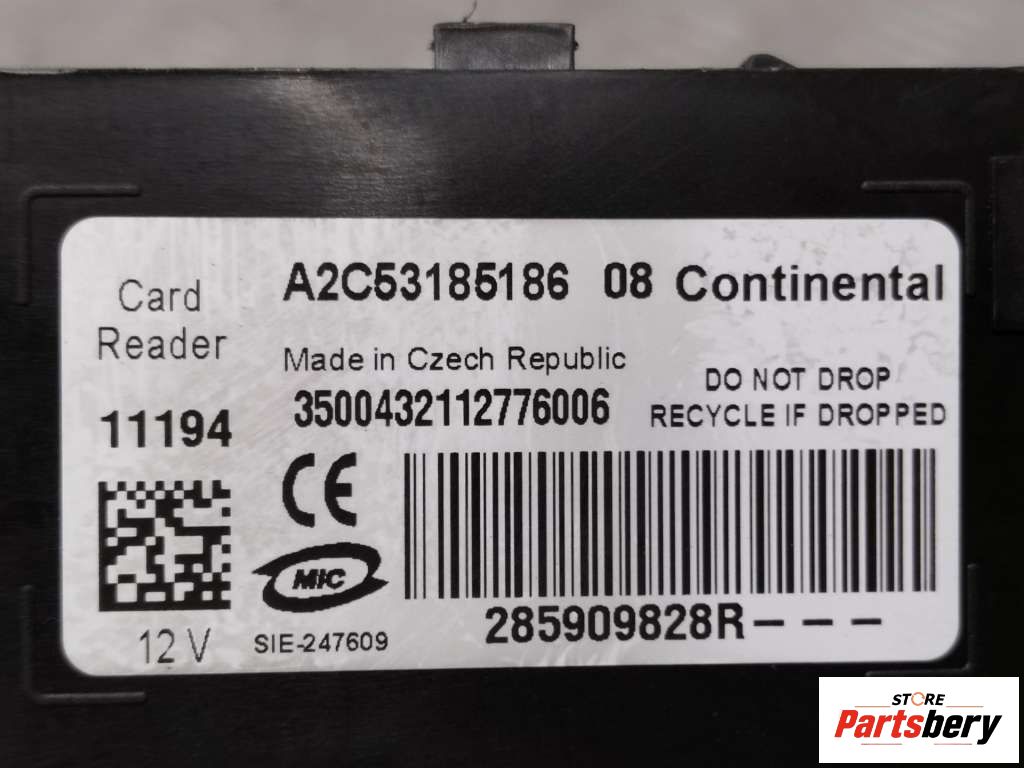 Card
Reader
A2C53185186 08 Continental
Made in Czech Republic
3500432112776006
DO NOT DROP
RECYCLE IF DROPPED
11194
CE
MIC
12 V
SIE-247609
285909828R---
STORE
Partsbery